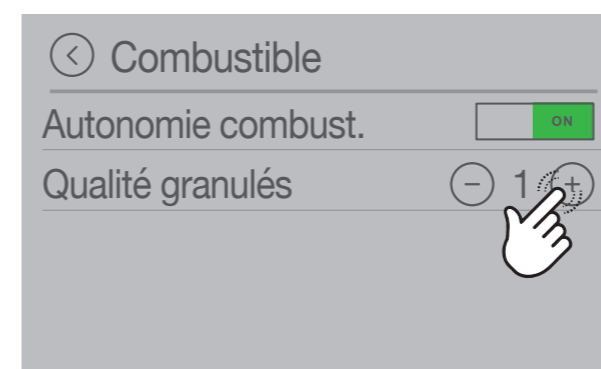 Combustible
Autonomie combust. ON
Qualité granulés − 1 +